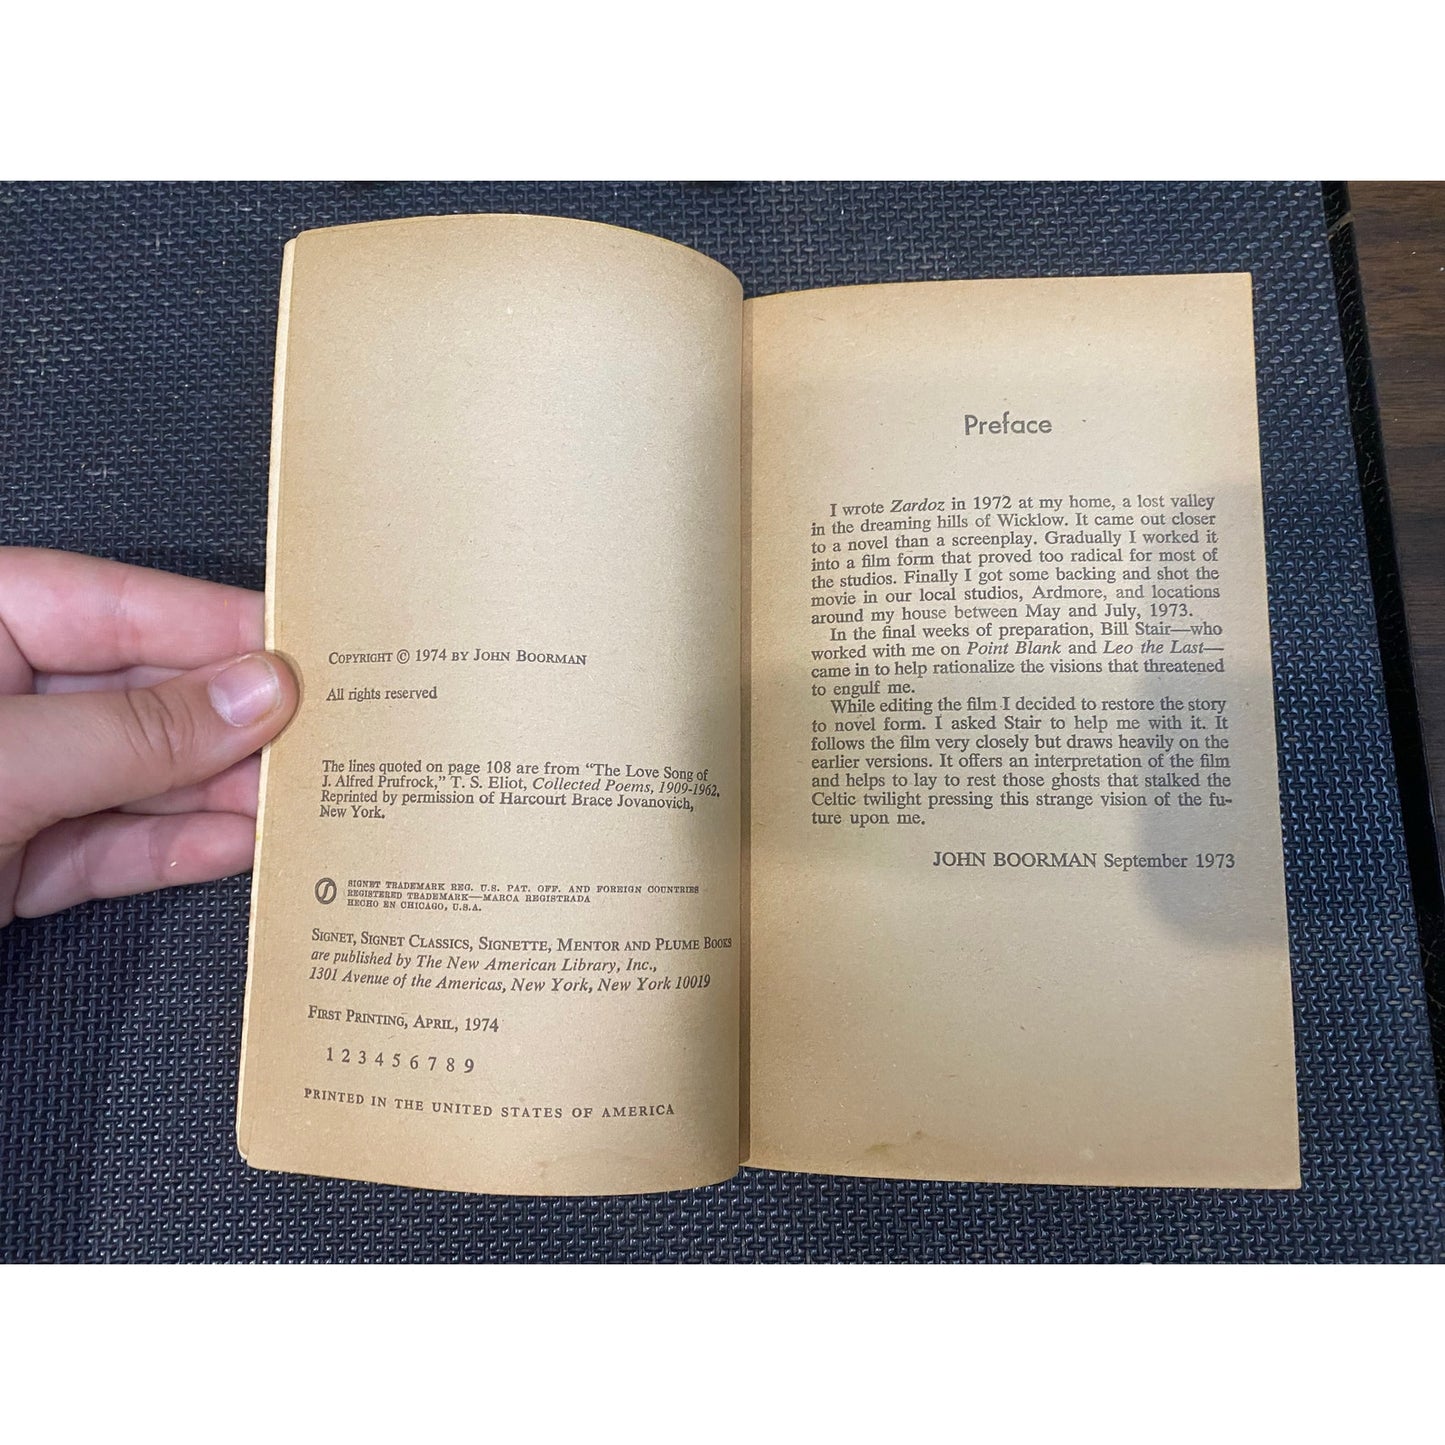 COPYRIGHT © 1974 BY JOHN BOORMAN
All rights reserved
The lines quoted on page 108 are from "The Love Song of
J. Alfred Prufrock," T. S. Eliot, Collected Poems, 1909-1962.
Reprinted by permission of Harcourt Brace Jovanovich,
New York.
SIGNET TRADEMARK REG. U.S. PAT. OFF. AND FOREIGN COUNTRIES
REGISTERED TRADEMARK—MARCA REGISTRADA
HECHO EN CHICAGO, U.S.A.
SIGNET, SIGNET CLASSICS, SIGNETTE, MENTOR AND PLUME BOOKS
are published by The New American Library, Inc.,
1301 Avenue of the Americas, New York, New York 10019
FIRST PRINTING, APRIL, 1974
1 2 3 4 5 6 7 8 9
PRINTED IN THE UNITED STATES OF AMERICA
Preface
I wrote Zardoz in 1972 at my home, a lost valley
in the dreaming hills of Wicklow. It came out closer
to a novel than a screenplay. Gradually I worked it
into a film form that proved too radical for most of
the studios. Finally I got some backing and shot the
movie in our local studios, Ardmore, and locations
around my house between May and July, 1973.
In the final weeks of preparation, Bill Stair—who
worked with me on Point Blank and Leo the Last—
came in to help rationalize the visions that threatened
to engulf me.
While editing the film I decided to restore the story
to novel form. I asked Stair to help me with it. It
follows the film very closely but draws heavily on the
earlier versions. It offers an interpretation of the film
and helps to lay to rest those ghosts that stalked the
Celtic twilight pressing this strange vision of the fu-
ture upon me.
JOHN BOORMAN September 1973